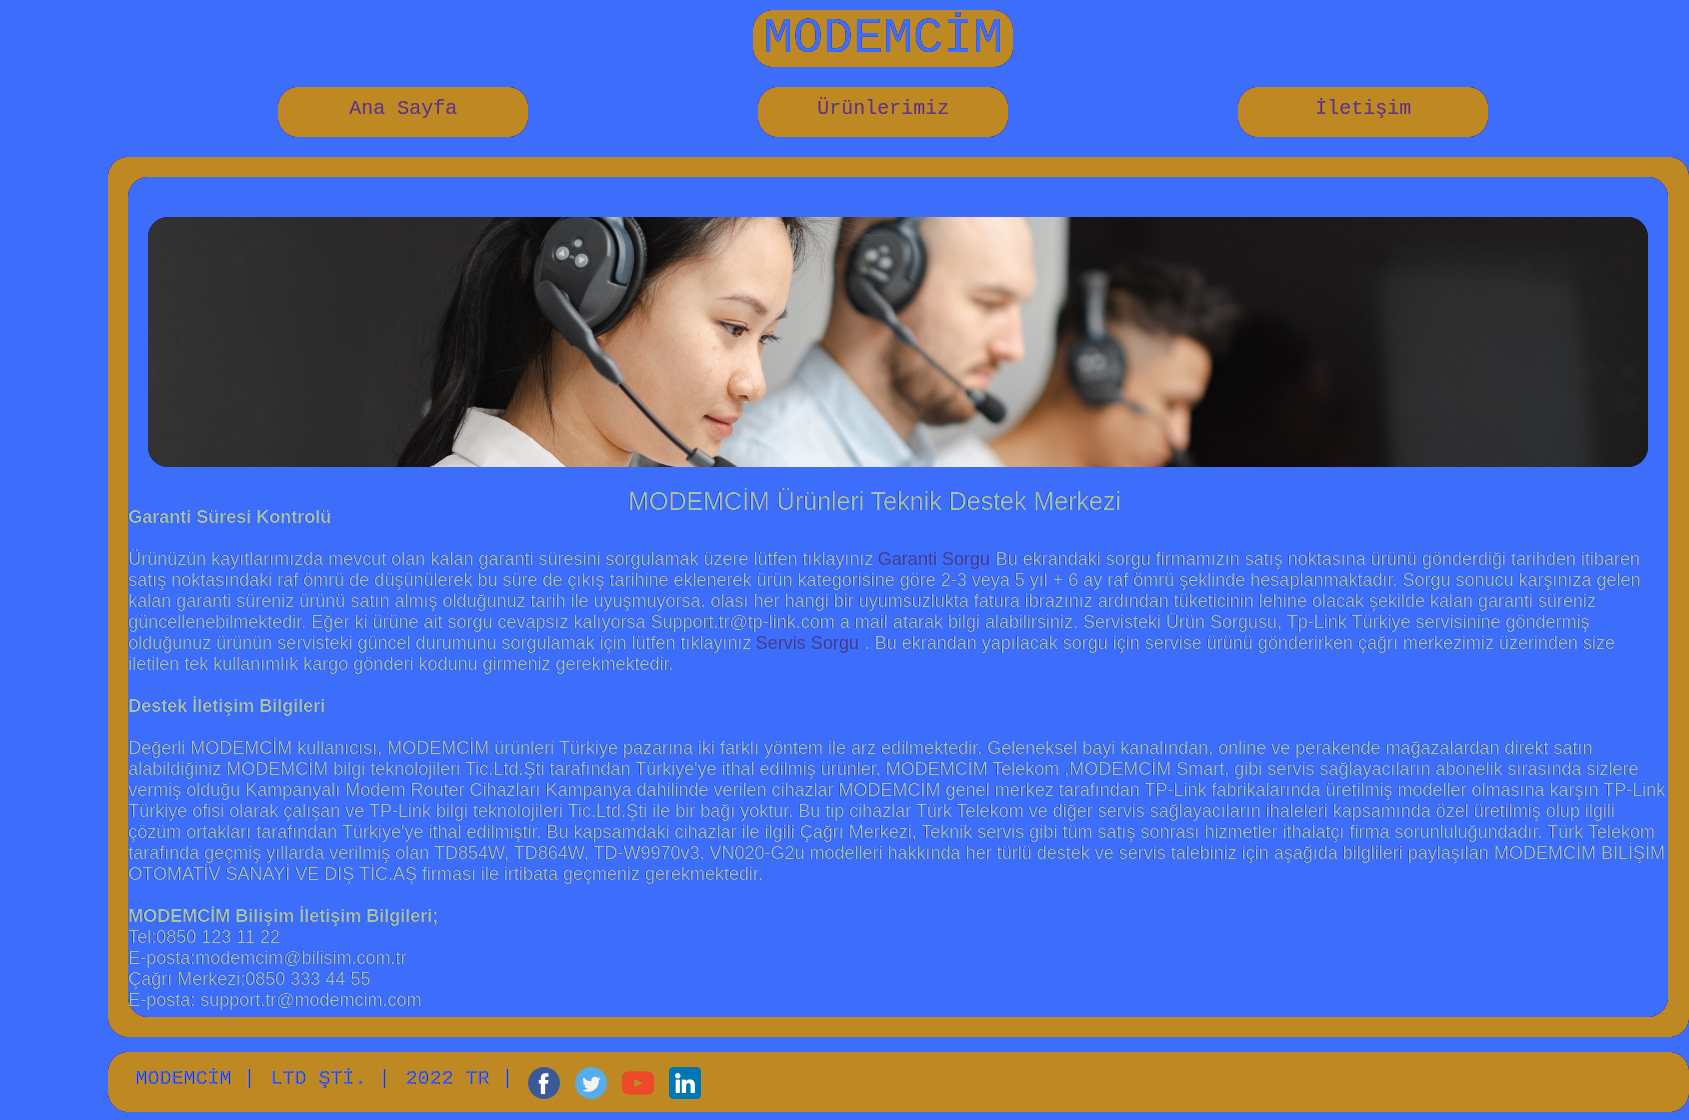 MODEMCİM
Ana Sayfa
Ürünlerimiz
İletişim
MODEMCİM Ürünleri Teknik Destek Merkezi
Garanti Süresi Kontrolü
Ürünüzün kayıtlarımızda mevcut olan kalan garanti süresini sorgulamak üzere lütfen tıklayınız Garanti Sorgu Bu ekrandaki sorgu firmamızın satış noktasına ürünü gönderdiği tarihden itibaren
satış noktasındaki raf ömrü de düşünülerek bu süre de çıkış tarihine eklenerek ürün kategorisine göre 2-3 veya 5 yıl + 6 ay raf ömrü şeklinde hesaplanmaktadır. Sorgu sonucu karşınıza gelen
kalan garanti süreniz ürünü satın almış olduğunuz tarih ile uyuşmuyorsa, olası her hangi bir uyumsuzlukta fatura ibrazınız ardından tüketicinin lehine olacak şekilde kalan garanti süreniz
güncellenebilmektedir. Eğer ki ürüne ait sorgu cevapsız kalıyorsa Support.tr@tp-link.com a mail atarak bilgi alabilirsiniz. Servisteki Ürün Sorgusu, Tp-Link Türkiye servisinine göndermiş
olduğunuz ürünün servisteki güncel durumunu sorgulamak için lütfen tıklayınız Servis Sorgu . Bu ekrandan yapılacak sorgu için servise ürünü gönderirken çağrı merkezimiz üzerinden size
iletilen tek kullanımlık kargo gönderi kodunu girmeniz gerekmektedir.
Destek İletişim Bilgileri
Değerli MODEMCİM kullanıcısı, MODEMCİM ürünleri Türkiye pazarına iki farklı yöntem ile arz edilmektedir. Geleneksel bayi kanalından, online ve perakende mağazalardan direkt satın
alabildiğiniz MODEMCİM bilgi teknolojileri Tic.Ltd.Şti tarafından Türkiye'ye ithal edilmiş ürünler, MODEMCİM Telekom ,MODEMCİM Smart, gibi servis sağlayacıların abonelik sırasında sizlere
vermiş olduğu Kampanyalı Modem Router Cihazları Kampanya dahilinde verilen cihazlar MODEMCİM genel merkez tarafından TP-Link fabrikalarında üretilmiş modeller olmasına karşın TP-Link
Türkiye ofisi olarak çalışan ve TP-Link bilgi teknolojileri Tic.Ltd.Şti ile bir bağı yoktur. Bu tip cihazlar Türk Telekom ve diğer servis sağlayacıların ihaleleri kapsamında özel üretilmiş olup ilgili
çözüm ortakları tarafından Türkiye'ye ithal edilmiştir. Bu kapsamdaki cihazlar ile ilgili Çağrı Merkezi, Teknik servis gibi tüm satış sonrası hizmetler ithalatçı firma sorunluluğundadır. Türk Telekom
tarafında geçmiş yıllarda verilmiş olan TD854W, TD864W, TD-W9970v3, VN020-G2u modelleri hakkında her türlü destek ve servis talebiniz için aşağıda bilglileri paylaşılan MODEMCİM BİLİŞİM
OTOMATİV SANAYİ VE DIŞ TİC.AŞ firması ile irtibata geçmeniz gerekmektedir.
MODEMCİM Bilişim İletişim Bilgileri;
Tel:0850 123 11 22
E-posta:modemcim@bilisim.com.tr
Çağrı Merkezi:0850 333 44 55
E-posta: support.tr@modemcim.com
MODEMCİM | LTD ŞTİ. | 2022 TR |